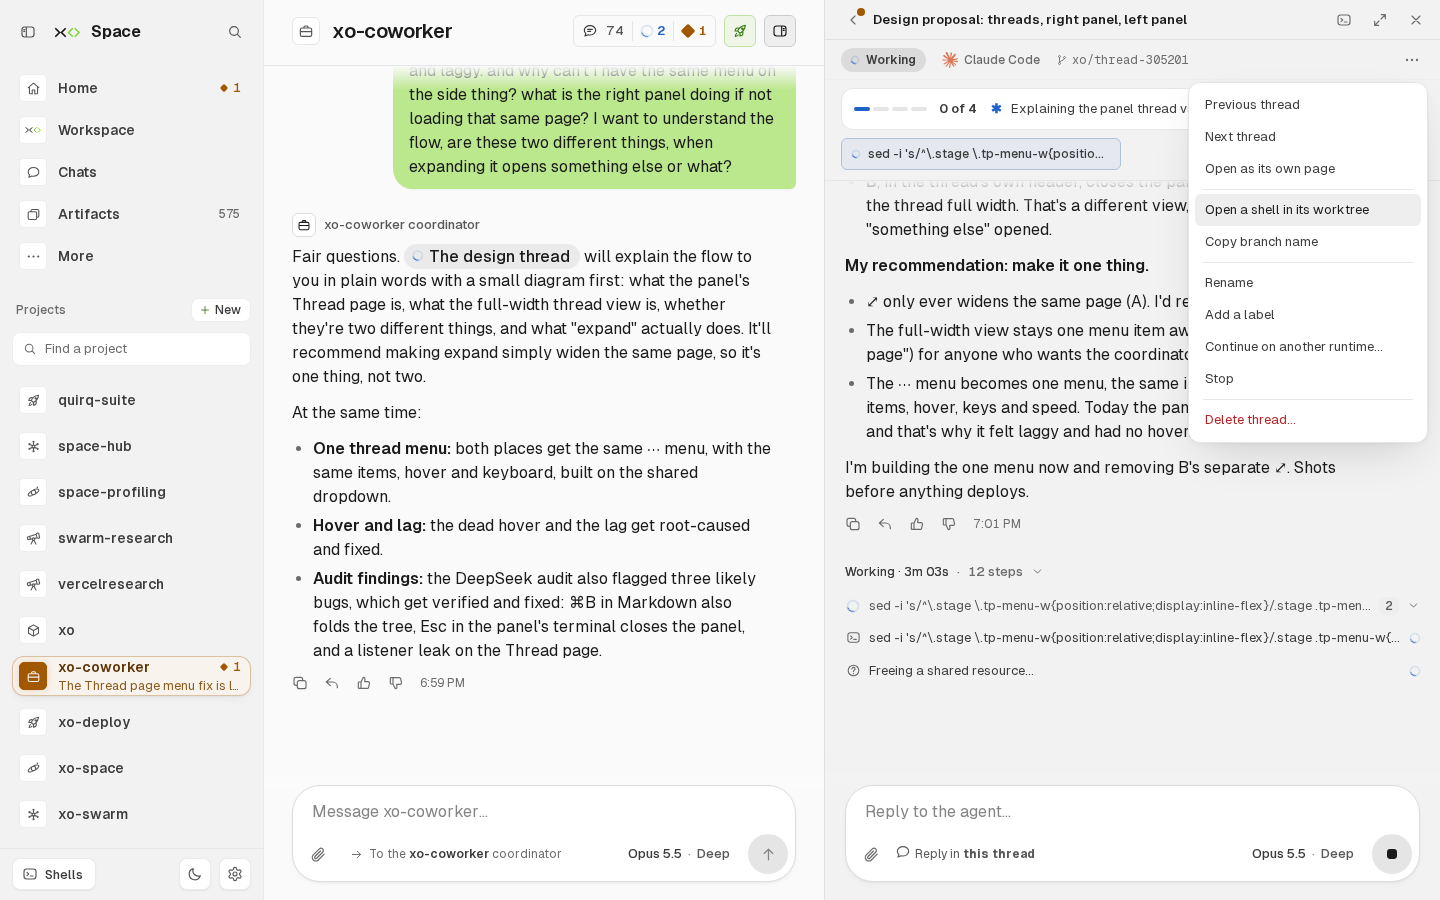 Space
Home
1
Workspace
Chats
Artifacts
575
More
Projects
+ New
Find a project
quirq-suite
space-hub
space-profiling
swarm-research
vercelresearch
xo
xo-coworker
1
The Thread page menu fix is l...
xo-deploy
xo-space
xo-swarm
Shells
xo-coworker
74
2
1
and laggy. and why can't I have the same menu on
the side thing? what is the right panel doing if not
loading that same page? I want to understand the
flow, are these two different things, when
expanding it opens something else or what?
xo-coworker coordinator
Fair questions. The design thread will explain the flow to
you in plain words with a small diagram first: what the panel's
Thread page is, what the full-width thread view is, whether
they're two different things, and what "expand" actually does. It'll
recommend making expand simply widen the same page, so it's
one thing, not two.
At the same time:
• One thread menu: both places get the same ··· menu, with the
same items, hover and keyboard, built on the shared
dropdown.
• Hover and lag: the dead hover and the lag get root-caused
and fixed.
• Audit findings: the DeepSeek audit also flagged three likely
bugs, which get verified and fixed: ⌘B in Markdown also
folds the tree, Esc in the panel's terminal closes the panel,
and a listener leak on the Thread page.
6:59 PM
Message xo-coworker...
→ To the xo-coworker coordinator
Opus 5.5 · Deep
Design proposal: threads, right panel, left panel
Working
Claude Code
xo/thread-305201
0 of 4
Explaining the panel thread v
sed -i 's/^\.stage \.tp-menu-w{positio...
B, in the thread's own header, closes the pa
the thread full width. That's a different view,
"something else" opened.
My recommendation: make it one thing.
• ⤢ only ever widens the same page (A). I'd re
• The full-width view stays one menu item aw
page") for anyone who wants the coordinato
• The ··· menu becomes one menu, the same i
items, hover, keys and speed. Today the pan
and that's why it felt laggy and had no hover
I'm building the one menu now and removing B's separate ⤢. Shots
before anything deploys.
7:01 PM
Working · 3m 03s · 12 steps
sed -i 's/^\.stage \.tp-menu-w{position:relative;display:inline-flex}/.stage .tp-men...
2
sed -i 's/^\.stage \.tp-menu-w{position:relative;display:inline-flex}/.stage .tp-menu-w{...
Freeing a shared resource...
Reply to the agent...
Reply in this thread
Opus 5.5 · Deep
Previous thread
Next thread
Open as its own page
Open a shell in its worktree
Copy branch name
Rename
Add a label
Continue on another runtime...
Stop
Delete thread...